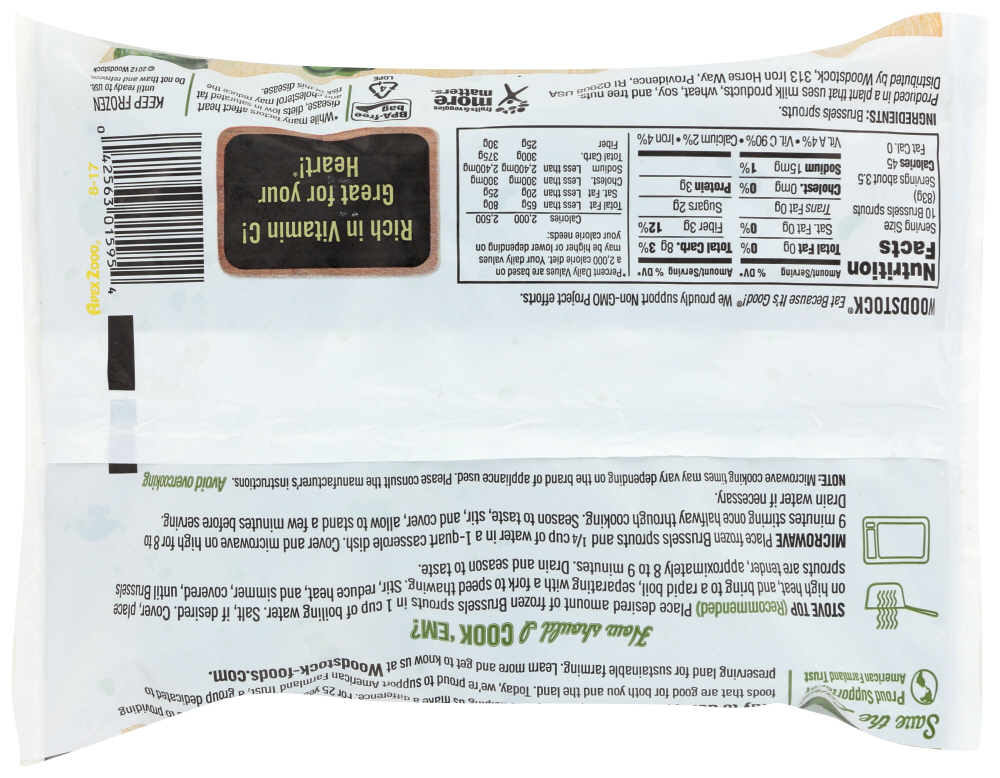 Save the
Proud Supporter
American Farmland Trust
to providing
foods that are good for both you and the land. Today, we're proud to support American Farmland Trust, a group dedicated to
preserving land for sustainable farming. Learn more and get to know us at Woodstock-foods.com.
How should I COOK 'EM?
STOVE TOP (Recommended) Place desired amount of frozen Brussels sprouts in 1 cup of boiling water. Salt, if desired. Cover, place
on high heat, and bring to a rapid boil, separating with a fork to speed thawing. Stir, reduce heat, and simmer, covered, until Brussels
sprouts are tender, approximately 8 to 9 minutes. Drain and season to taste.
MICROWAVE Place frozen Brussels sprouts and 1/4 cup of water in a 1-quart casserole dish. Cover and microwave on high for 8 to
9 minutes stirring once halfway through cooking. Season to taste, stir, and cover, allow to stand a few minutes before serving.
Drain water if necessary.
NOTE: Microwave cooking times may vary depending on the brand of appliance used. Please consult the manufacturer's instructions. Avoid overcooking
WOODSTOCK® Eat Because It's Good!® We proudly support Non-GMO Project efforts.
Nutrition
Facts
Serving Size
10 Brussels sprouts
(83g)
Servings about 3.5
Calories 45
Fat Cal. 0
Amount/Serving % DV*
Total Fat 0g 0%
Sat. Fat 0g 0%
Trans Fat 0g
Cholest. 0mg 0%
Sodium 15mg 1%
Amount/Serving % DV*
Total Carb. 8g 3%
Fiber 3g 12%
Sugars 2g
Protein 3g
Vit. A 4% • Vit. C 90% • Calcium 2% • Iron 4%
*Percent Daily Values are based on
a 2,000 calorie diet. Your daily values
may be higher or lower depending on
your calorie needs:
Calories 2,000 2,500
Total Fat Less than 65g 80g
Sat. Fat Less than 20g 25g
Cholest. Less than 300mg 300mg
Sodium Less than 2,400mg 2,400mg
Total Carb. 300g 375g
Fiber 25g 30g
INGREDIENTS: Brussels sprouts.
Produced in a plant that uses milk products, wheat, soy, and tree nuts.
Distributed by Woodstock, 313 Iron Horse Way, Providence, RI 02908 USA
fruits&veggies
more
matters.
Rich in Vitamin C!
Great for your
Heart!*
BPA-free
bag
4
LDPE
*While many factors affect heart
disease, diets low in saturated fat
and cholesterol may reduce the
risk of this disease.
KEEP FROZEN
until ready to use.
Do not thaw and refreeze
© 2012 Woodstock
APEX2000. 8-17
0 42563 01595 4